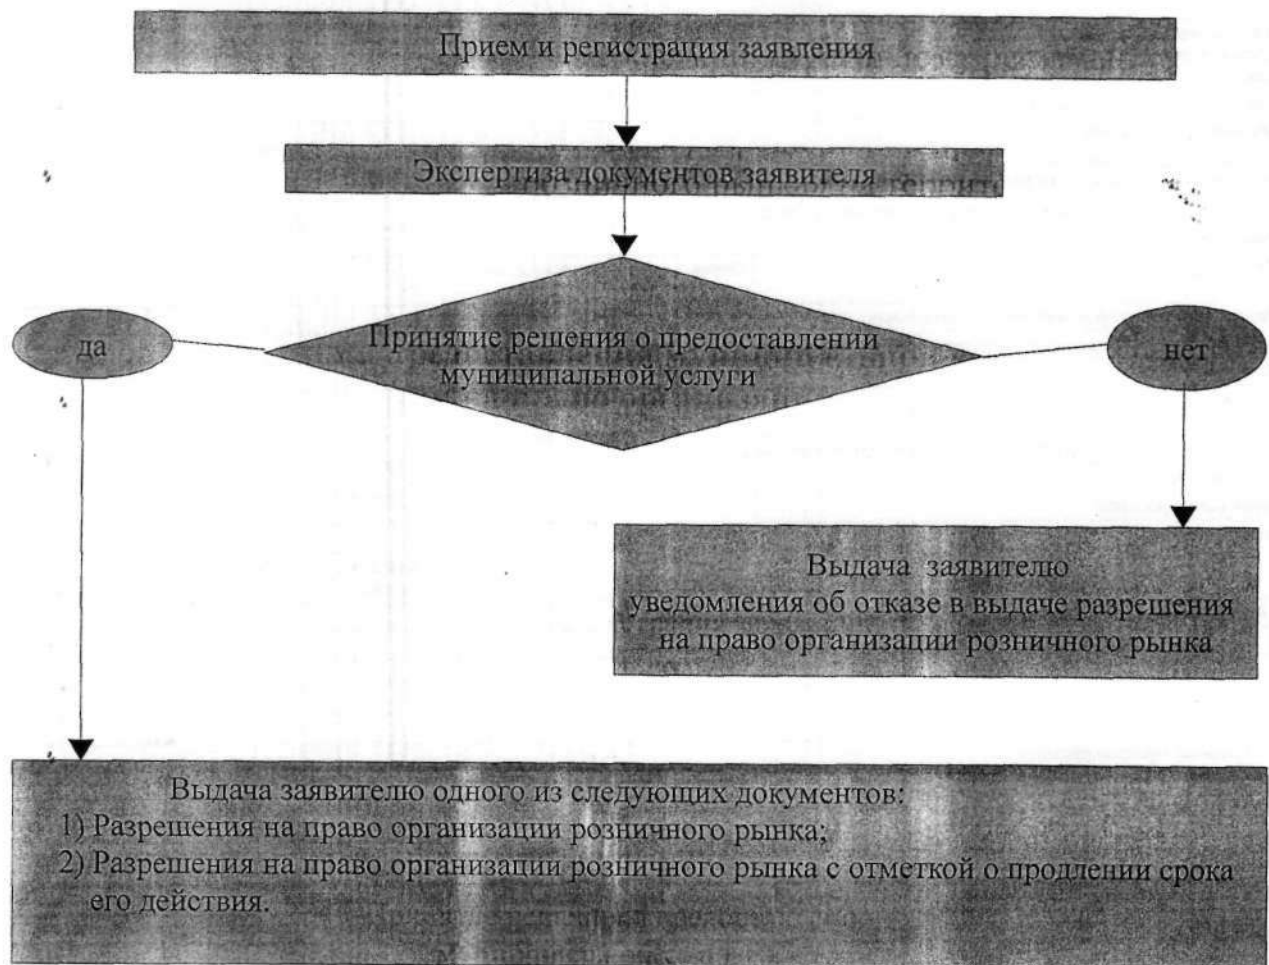 Прием и регистрация заявления
Экспертиза документов заявителя
Принятие решения о предоставлении
муниципальной услуги
да
нет
Выдача заявителю
уведомления об отказе в выдаче разрешения
на право организации розничного рынка
Выдача заявителю одного из следующих документов:
1) Разрешения на право организации розничного рынка;
2) Разрешения на право организации розничного рынка с отметкой о продлении срока
его действия.